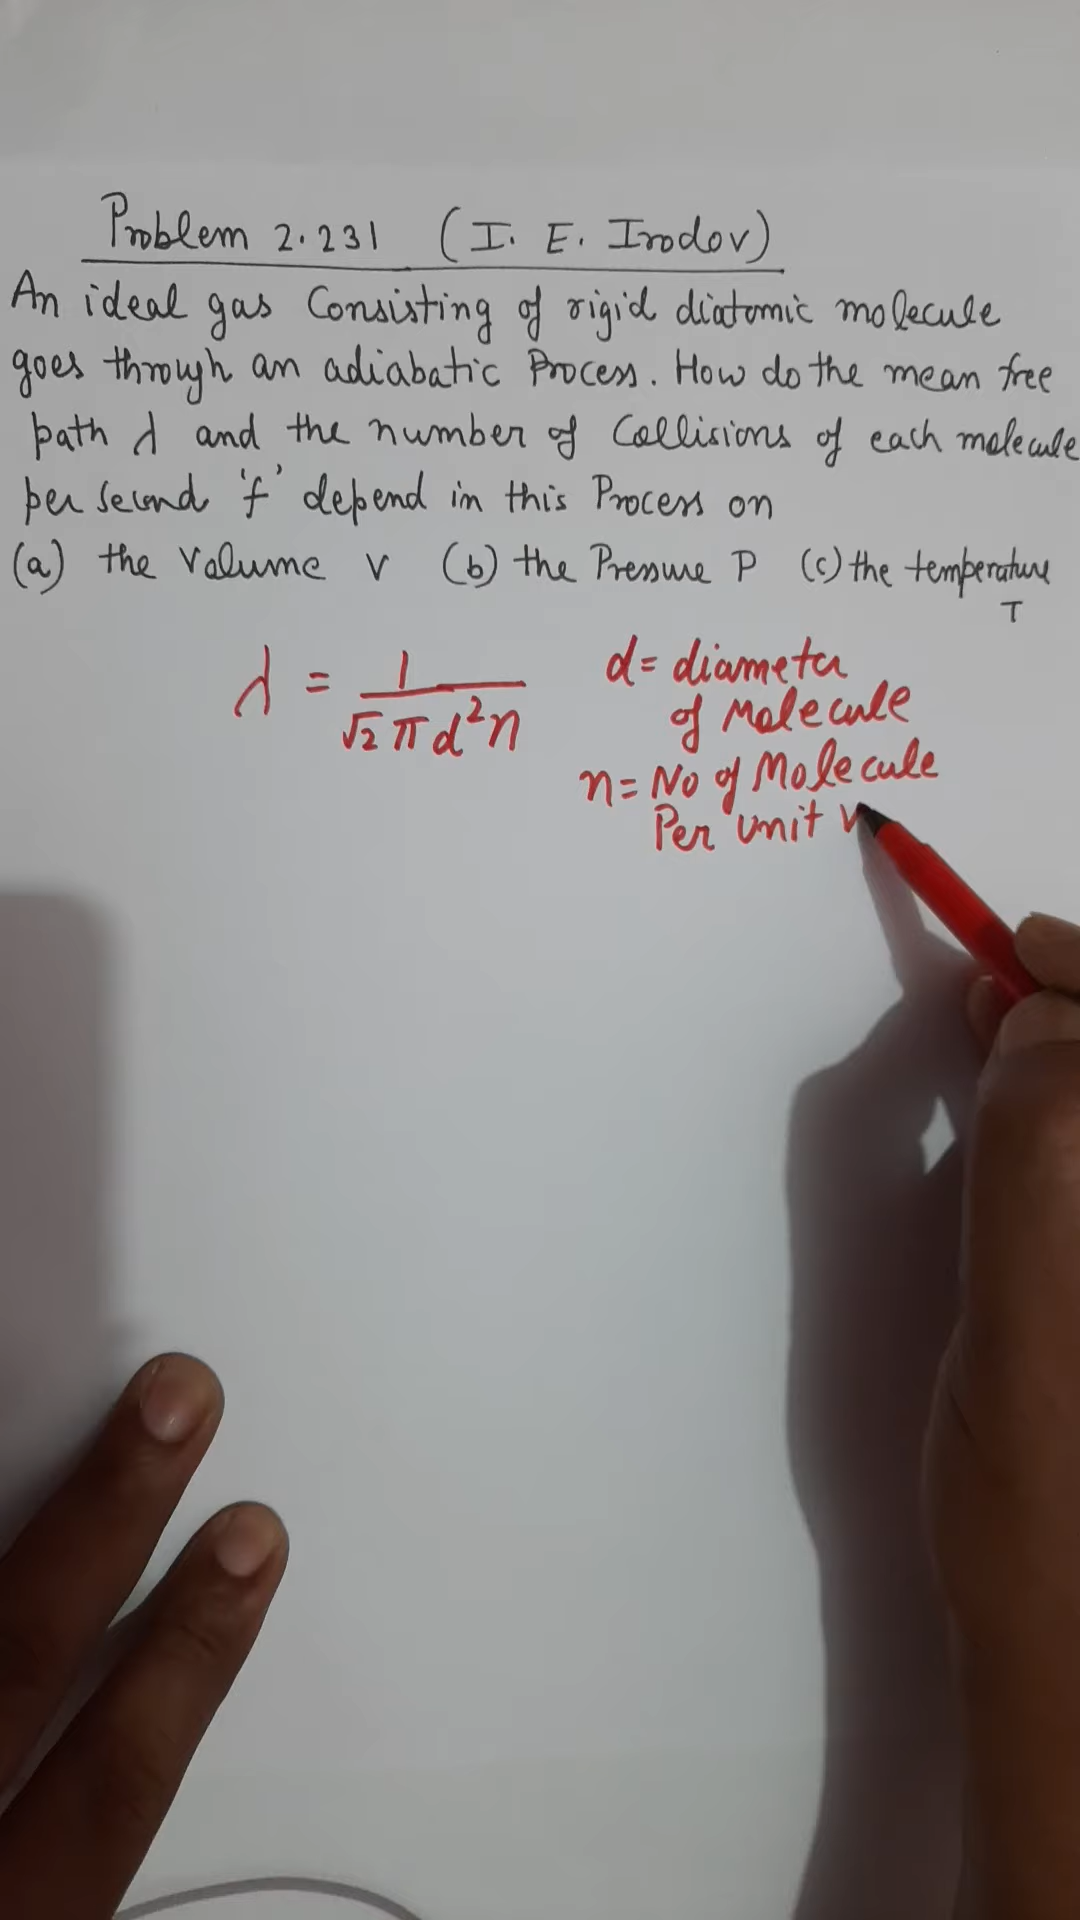 Problem 2.231 (I. E. Irodov)
An ideal gas Consisting of rigid diatomic molecule
goes through an adiabatic Process. How do the mean free
path λ and the number of Collisions of each molecule
per second 'f' depend in this Process on
(a) the Volume V (b) the Pressure P (c) the temperature
T
λ = 1 / √2 π d² n
d = diameter
of Molecule
n = No of Molecule
Per unit V